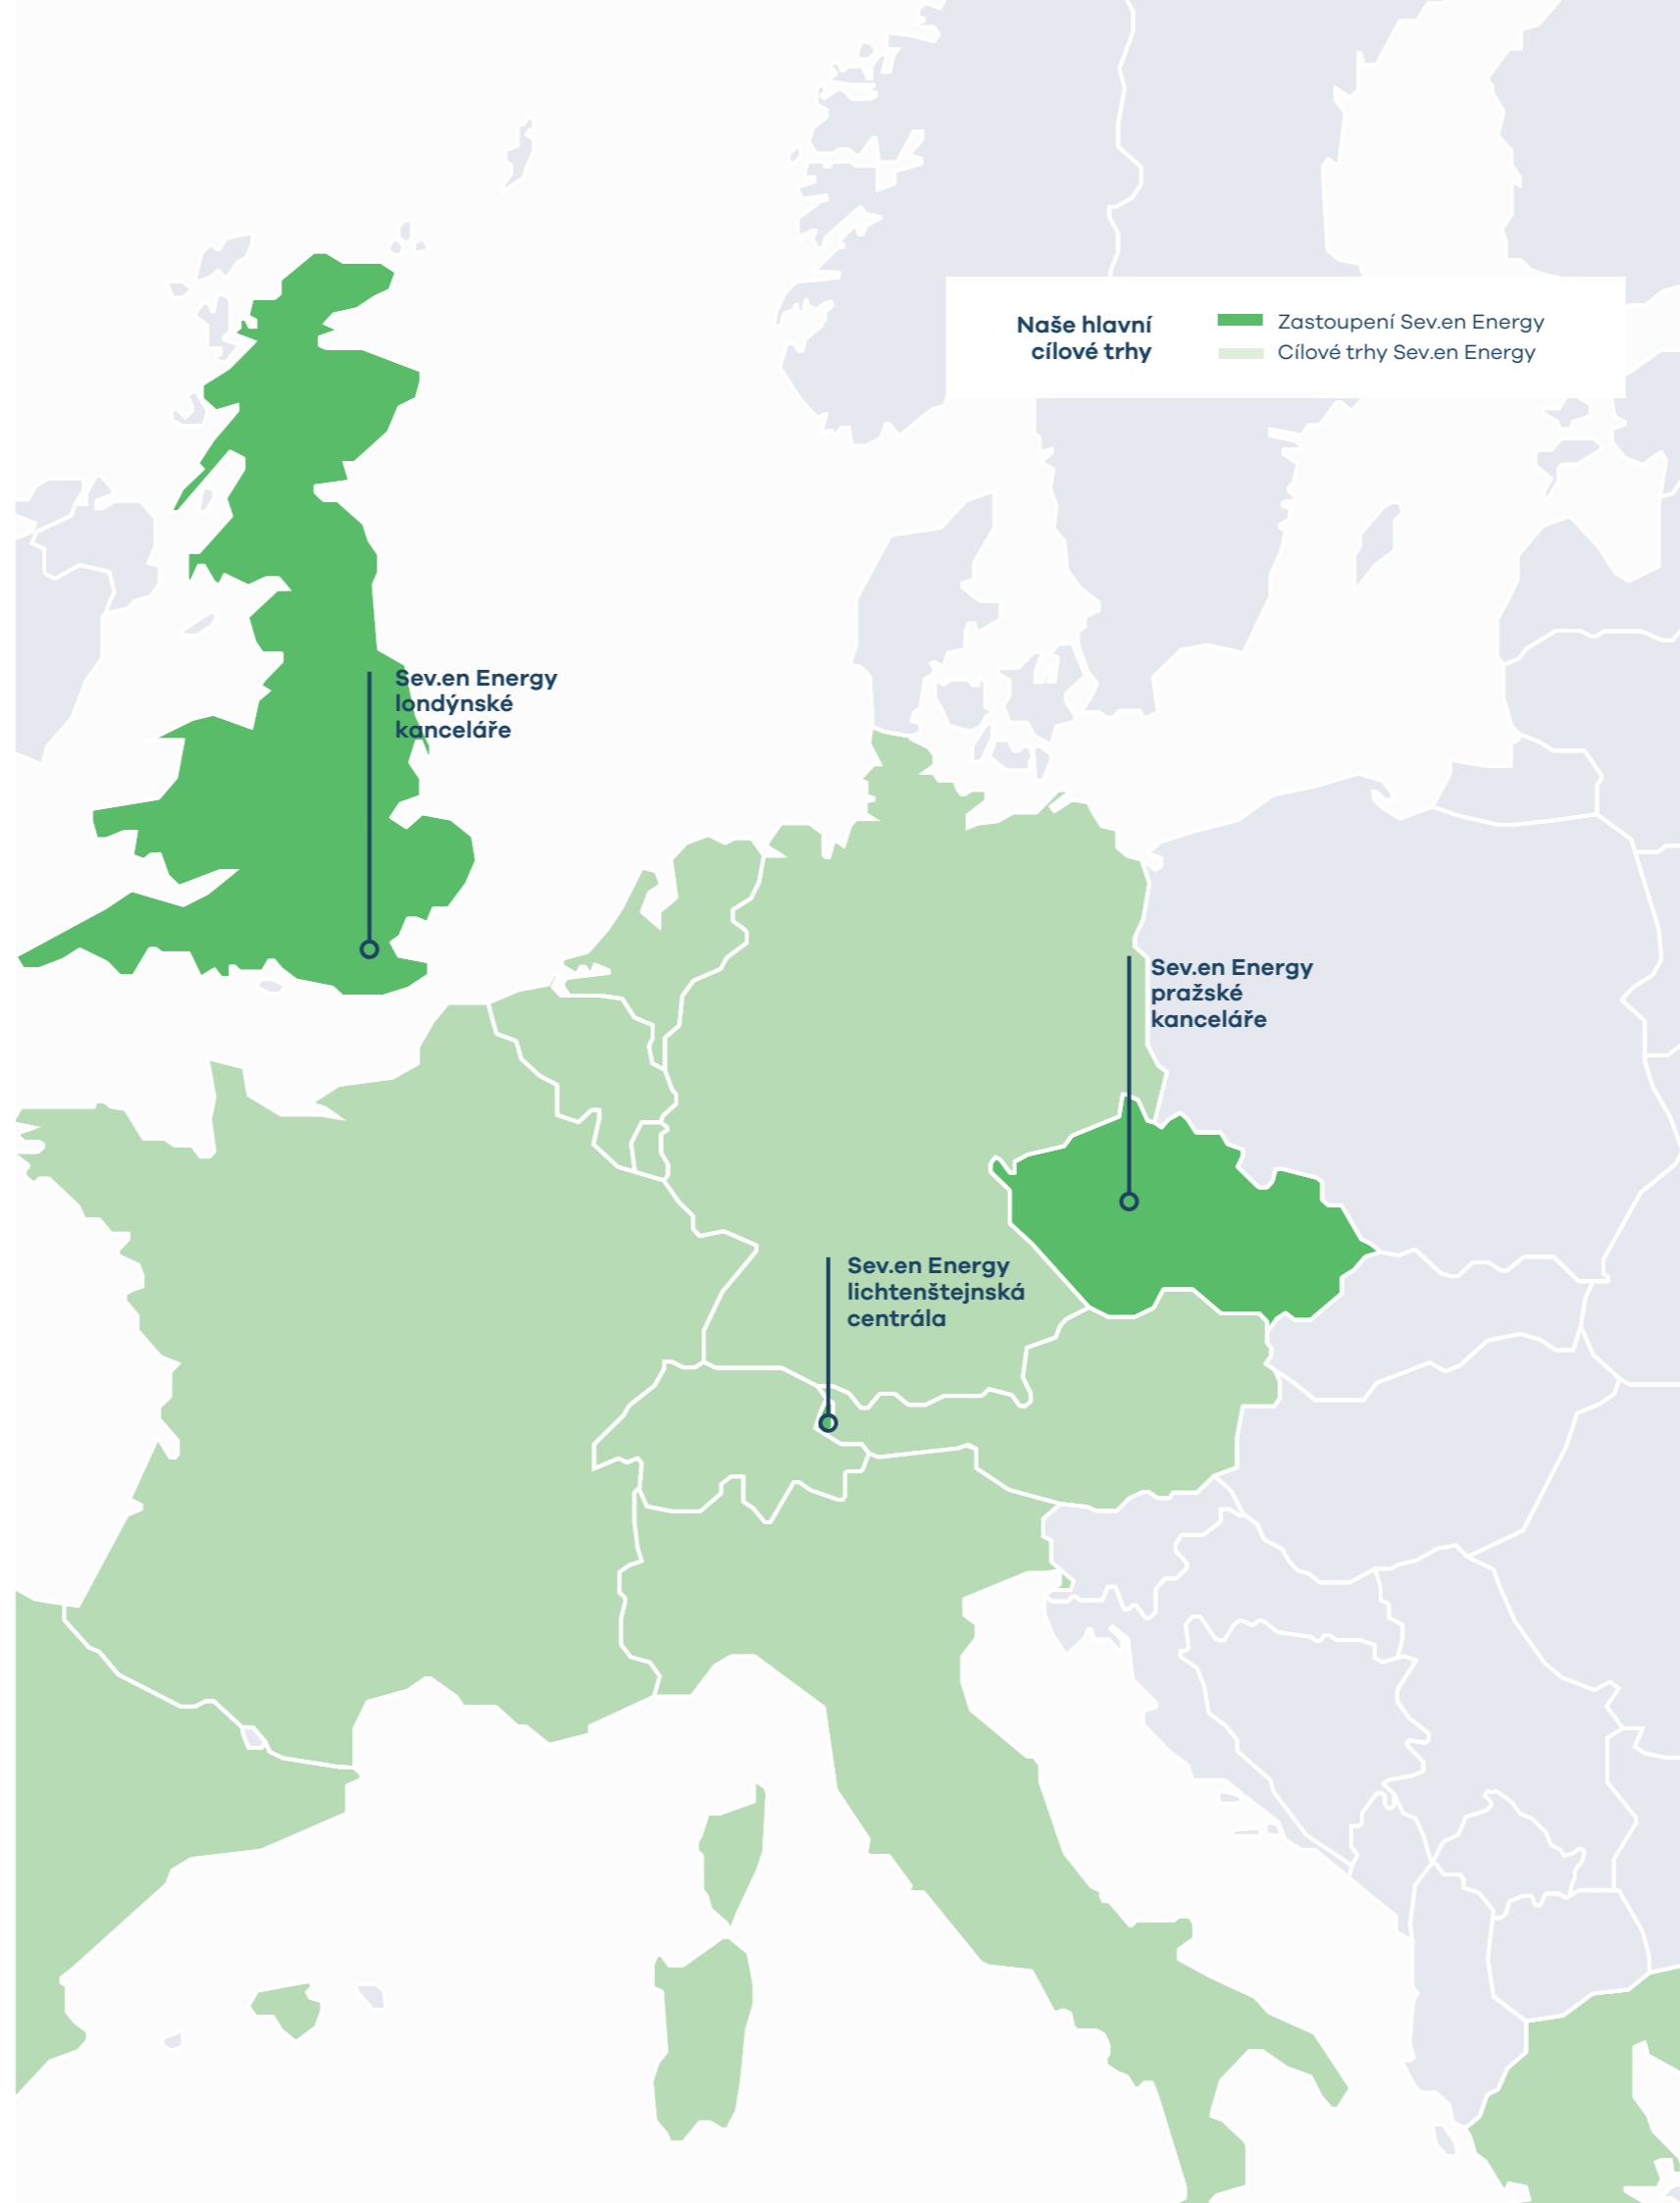 Naše hlavní
cílové trhy
Zastoupení Sev.en Energy
Cílové trhy Sev.en Energy
Sev.en Energy
londýnské
kanceláře
Sev.en Energy
pražské
kanceláře
Sev.en Energy
lichtenštejnská
centrála